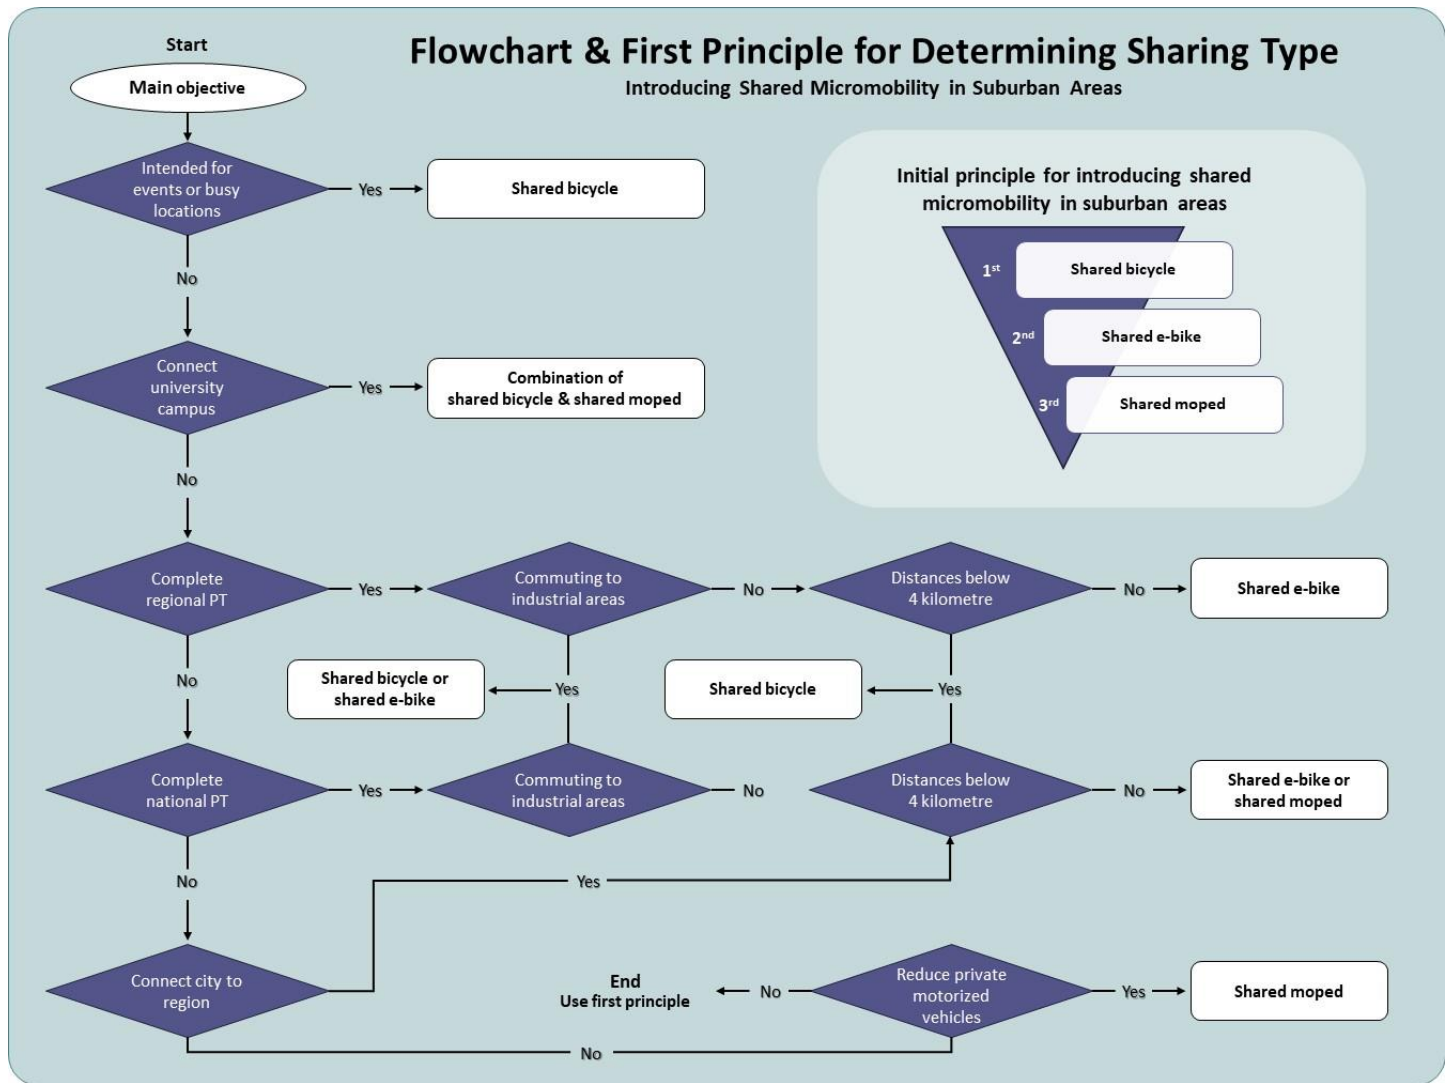 Flowchart & First Principle for Determining Sharing Type
Introducing Shared Micromobility in Suburban Areas
Start
Main objective
Intended for
events or busy
locations
Yes
Shared bicycle
No
Initial principle for introducing shared
micromobility in suburban areas
1st
Shared bicycle
2nd
Shared e-bike
3rd
Shared moped
Connect
university
campus
Yes
Combination of
shared bicycle & shared moped
No
Complete
regional PT
Yes
Commuting to
industrial areas
No
Distances below
4 kilometre
No
Shared e-bike
No
Shared bicycle or
shared e-bike
Yes
Shared bicycle
Yes
Complete
national PT
Yes
Commuting to
industrial areas
No
Distances below
4 kilometre
No
Shared e-bike or
shared moped
No
Yes
Connect city to
region
End
Use first principle
No
Reduce private
motorized
vehicles
Yes
Shared moped
No